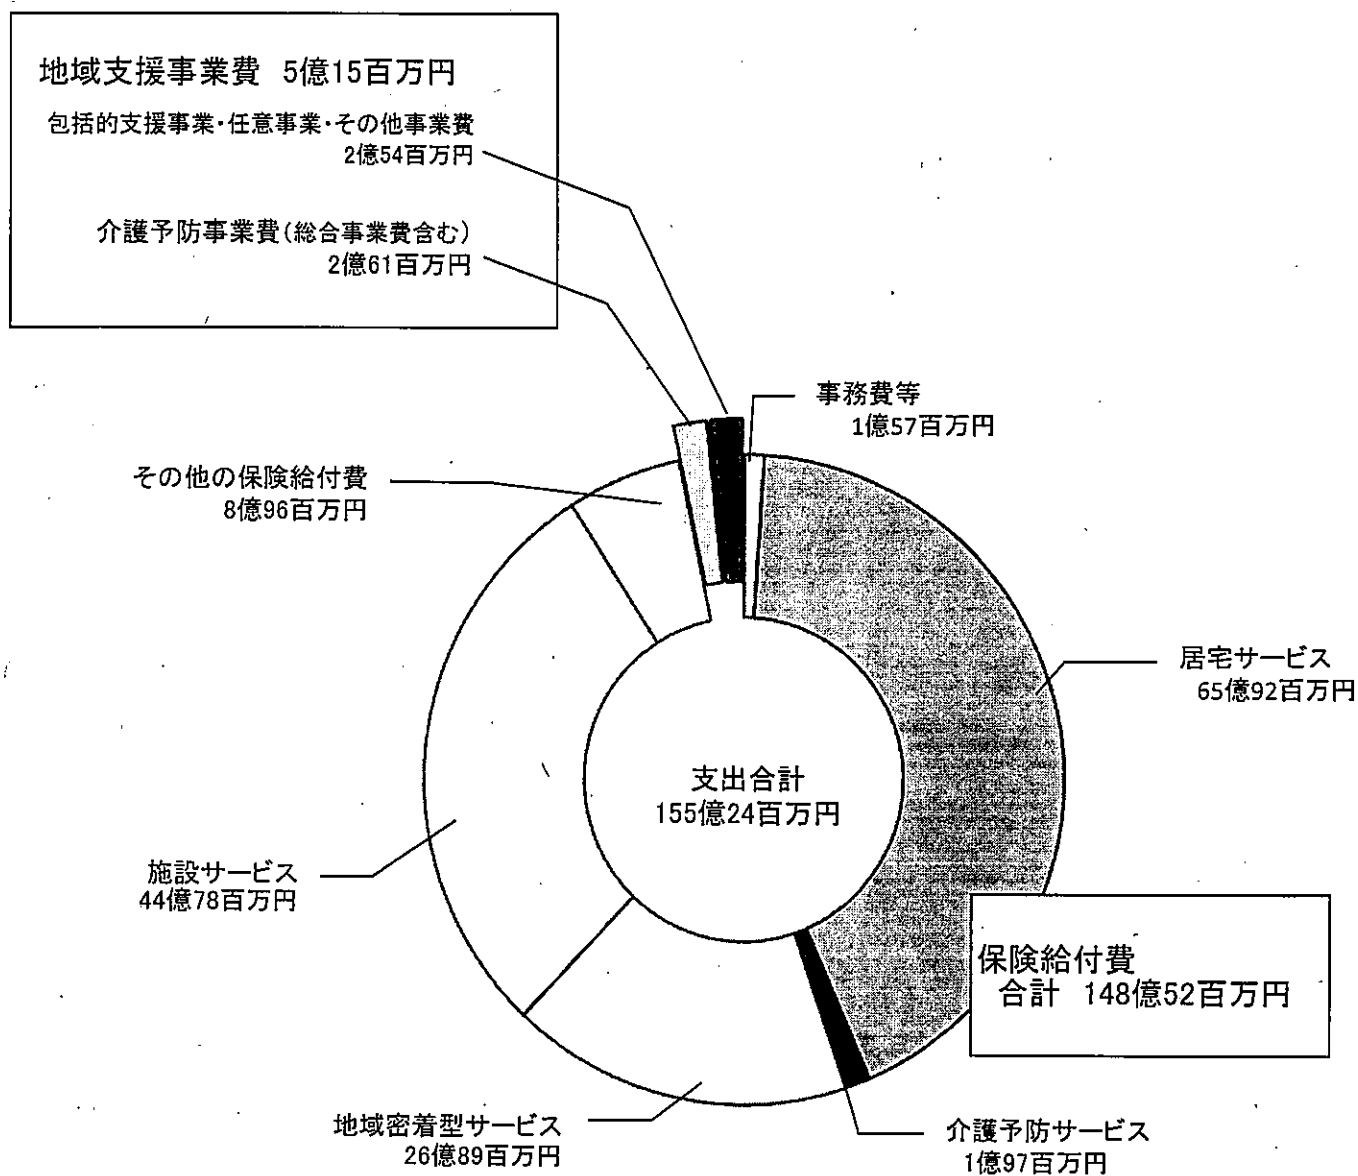 地域支援事業費 5億15百万円
包括的支援事業・任意事業・その他事業費
2億54百万円
介護予防事業費(総合事業費含む)
2億61百万円
事務費等
1億57百万円
その他の保険給付費
8億96百万円
居宅サービス
65億92百万円
支出合計
155億24百万円
施設サービス
44億78百万円
保険給付費
合計 148億52百万円
地域密着型サービス
26億89百万円
介護予防サービス
1億97百万円